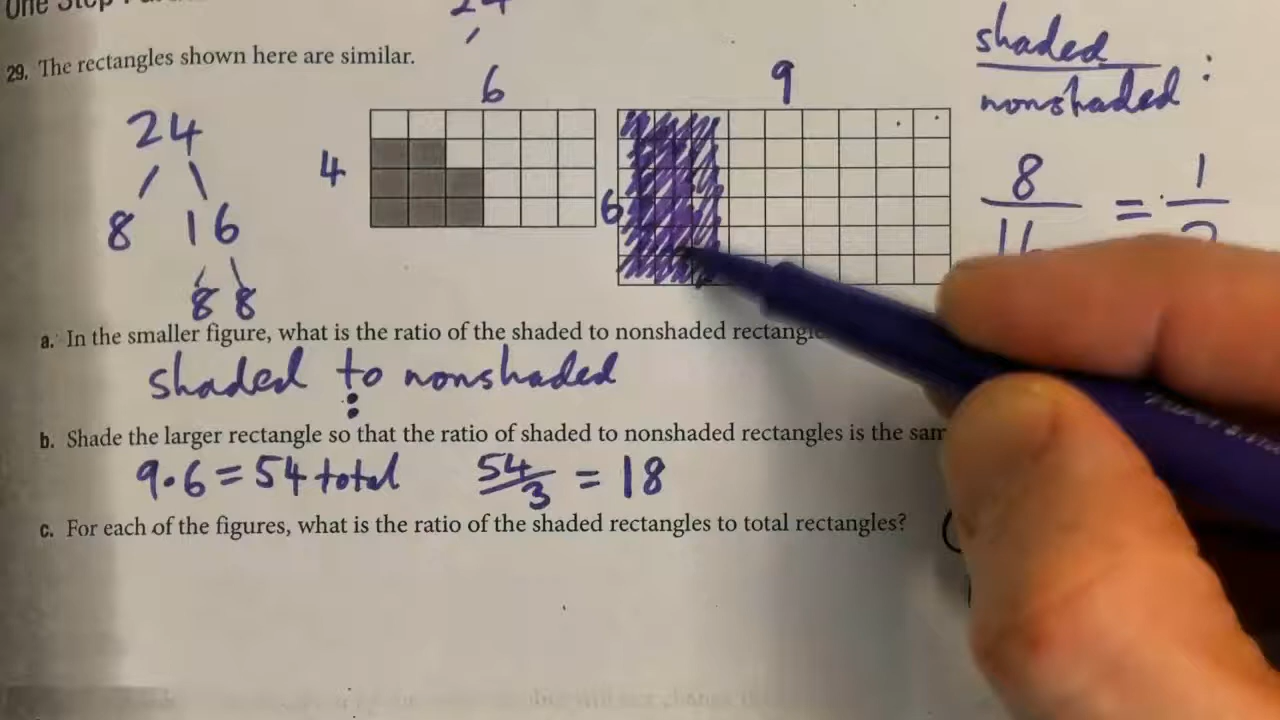 One Step
24
29. The rectangles shown here are similar.
shaded
nonshaded :
6
9
24
4
6
8
16
8 16
8 8
= 1
a. In the smaller figure, what is the ratio of the shaded to nonshaded
shaded to nonshaded
:
b. Shade the larger rectangle so that the ratio of shaded to nonshaded rectangles is the
9·6 = 54 total 54/3 = 18
c. For each of the figures, what is the ratio of the shaded rectangles to total rectangles?